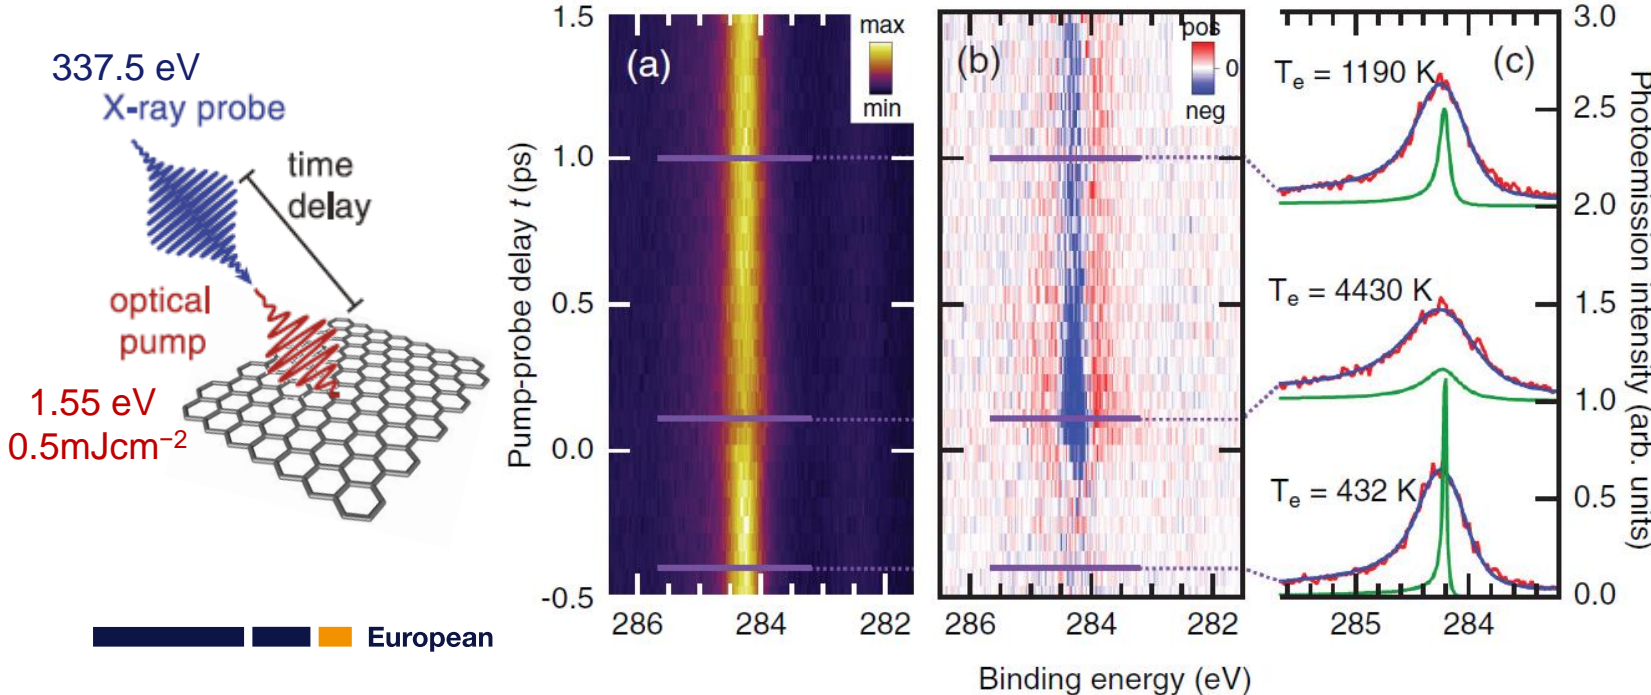 337.5 eV
X-ray probe
time
delay
optical
pump
1.55 eV
0.5mJcm⁻²
European
Pump-probe delay t (ps)
1.5
1.0
0.5
0.0
-0.5
(a)
max
min
286
284
282
(b)
pos
0
neg
286
284
282
Binding energy (eV)
(c)
Tₑ = 1190 K
Tₑ = 4430 K
Tₑ = 432 K
285
284
3.0
2.5
2.0
1.5
1.0
0.5
0.0
Photoemission intensity (arb. units)